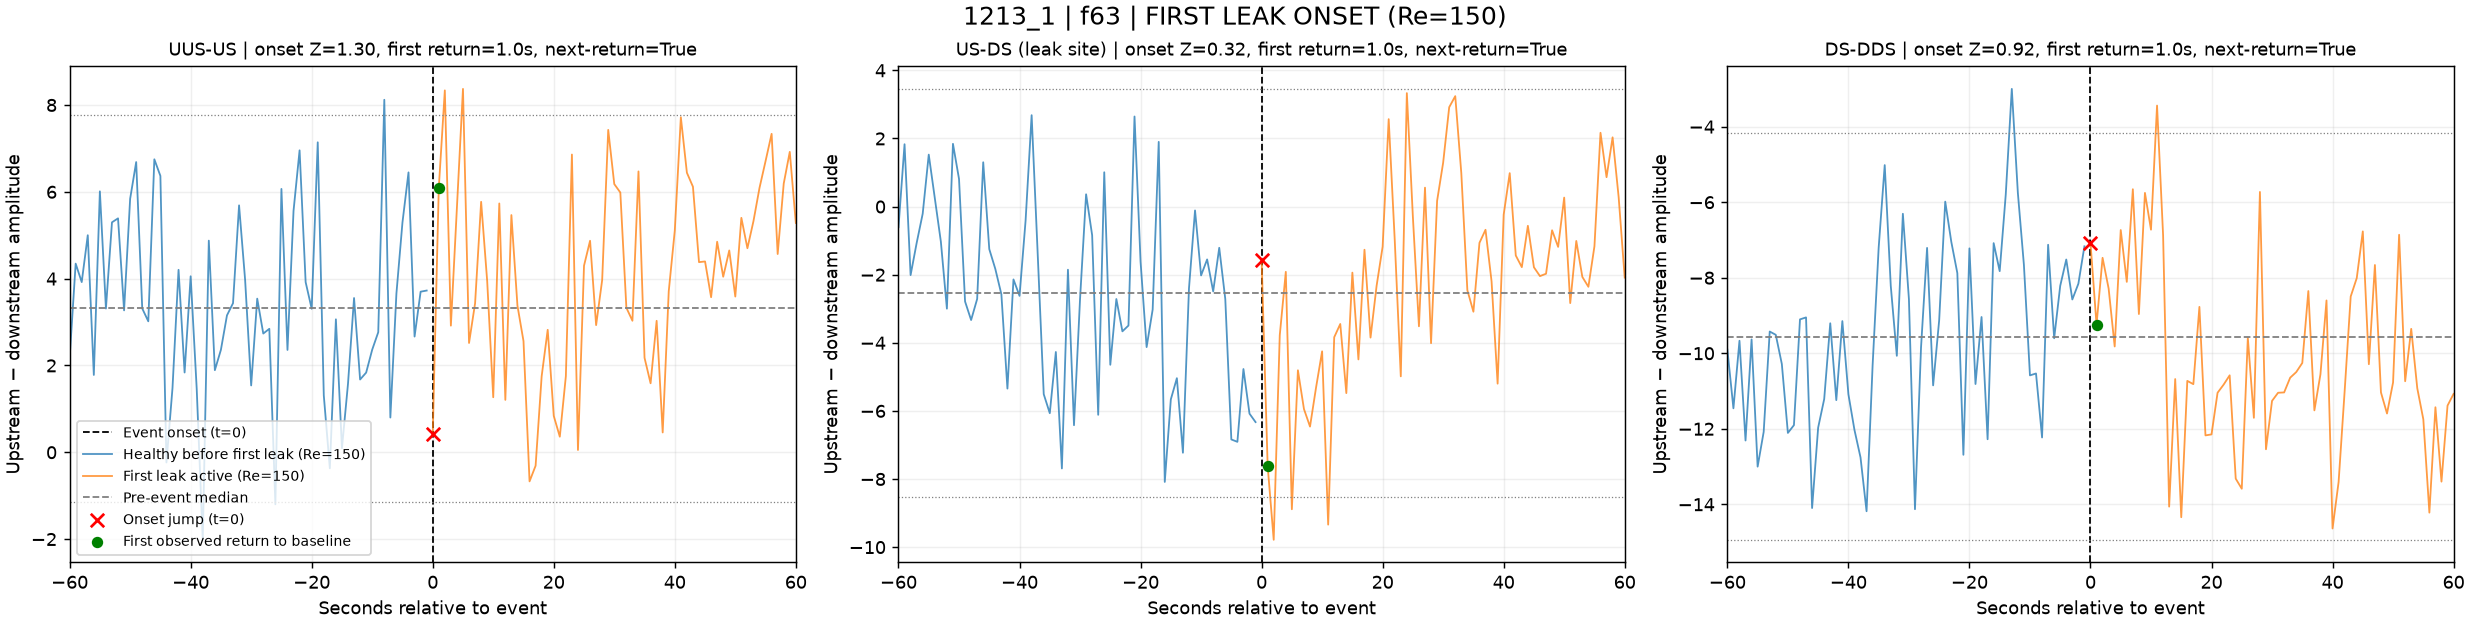 1213_1 | f63 | FIRST LEAK ONSET (Re=150)
UUS-US | onset Z=1.30, first return=1.0s, next-return=True
Upstream − downstream amplitude
8
6
4
2
0
−2
Event onset (t=0)
Healthy before first leak (Re=150)
First leak active (Re=150)
Pre-event median
Onset jump (t=0)
First observed return to baseline
−60
−40
−20
0
20
40
60
Seconds relative to event
US-DS (leak site) | onset Z=0.32, first return=1.0s, next-return=True
Upstream − downstream amplitude
4
2
0
−2
−4
−6
−8
−10
−60
−40
−20
0
20
40
60
Seconds relative to event
DS-DDS | onset Z=0.92, first return=1.0s, next-return=True
Upstream − downstream amplitude
−4
−6
−8
−10
−12
−14
−60
−40
−20
0
20
40
60
Seconds relative to event